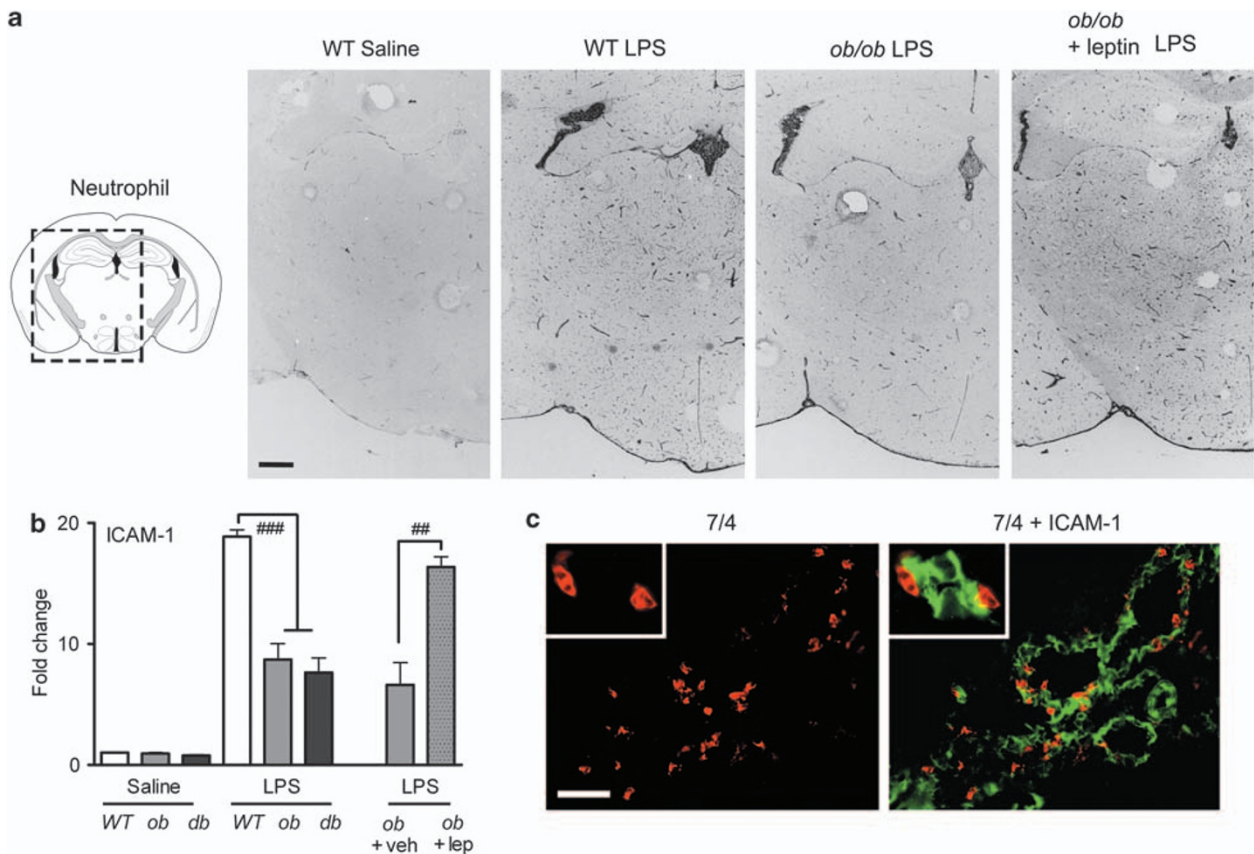 a
WT Saline
WT LPS
ob/ob LPS
ob/ob
+ leptin LPS
Neutrophil
b
ICAM-1
###
##
Fold change
20
10
0
Saline
LPS
LPS
WT ob db
WT ob db
ob ob
+ veh + lep
c
7/4
7/4 + ICAM-1